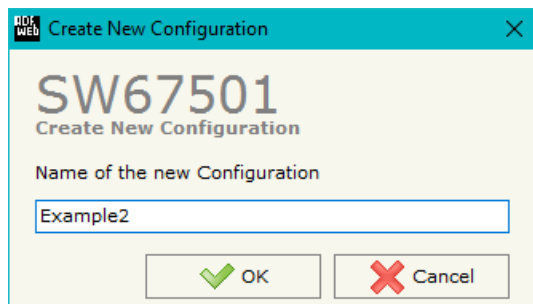 ADF
WEB
Create New Configuration
SW67501
Create New Configuration
Name of the new Configuration
Example2
OK
Cancel